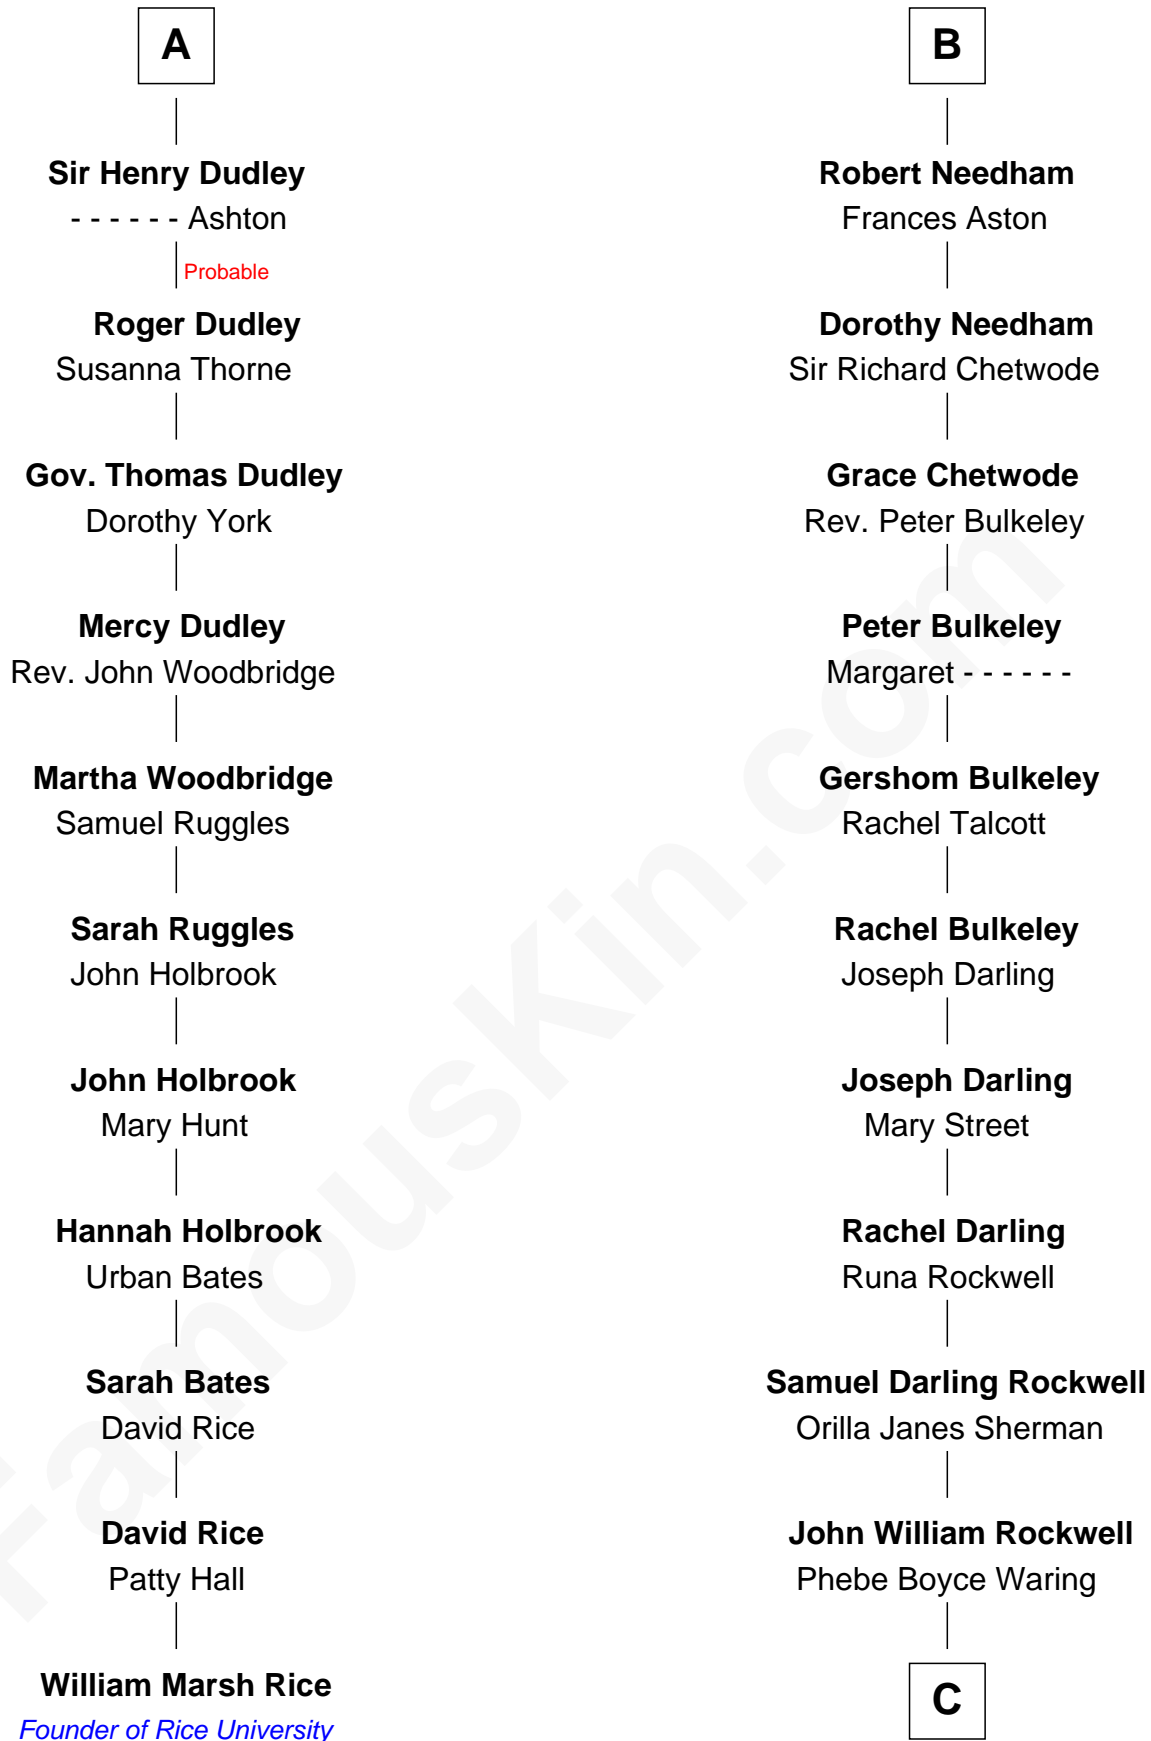 A
Sir Henry Dudley
- - - - - - Ashton
Probable
Roger Dudley
Susanna Thorne
Gov. Thomas Dudley
Dorothy York
Mercy Dudley
Rev. John Woodbridge
Martha Woodbridge
Samuel Ruggles
Sarah Ruggles
John Holbrook
John Holbrook
Mary Hunt
Hannah Holbrook
Urban Bates
Sarah Bates
David Rice
David Rice
Patty Hall
William Marsh Rice
Founder of Rice University
B
Robert Needham
Frances Aston
Dorothy Needham
Sir Richard Chetwode
Grace Chetwode
Rev. Peter Bulkeley
Peter Bulkeley
Margaret - - - - - -
Gershom Bulkeley
Rachel Talcott
Rachel Bulkeley
Joseph Darling
Joseph Darling
Mary Street
Rachel Darling
Runa Rockwell
Samuel Darling Rockwell
Orilla Janes Sherman
John William Rockwell
Phebe Boyce Waring
C
FamousKin.com